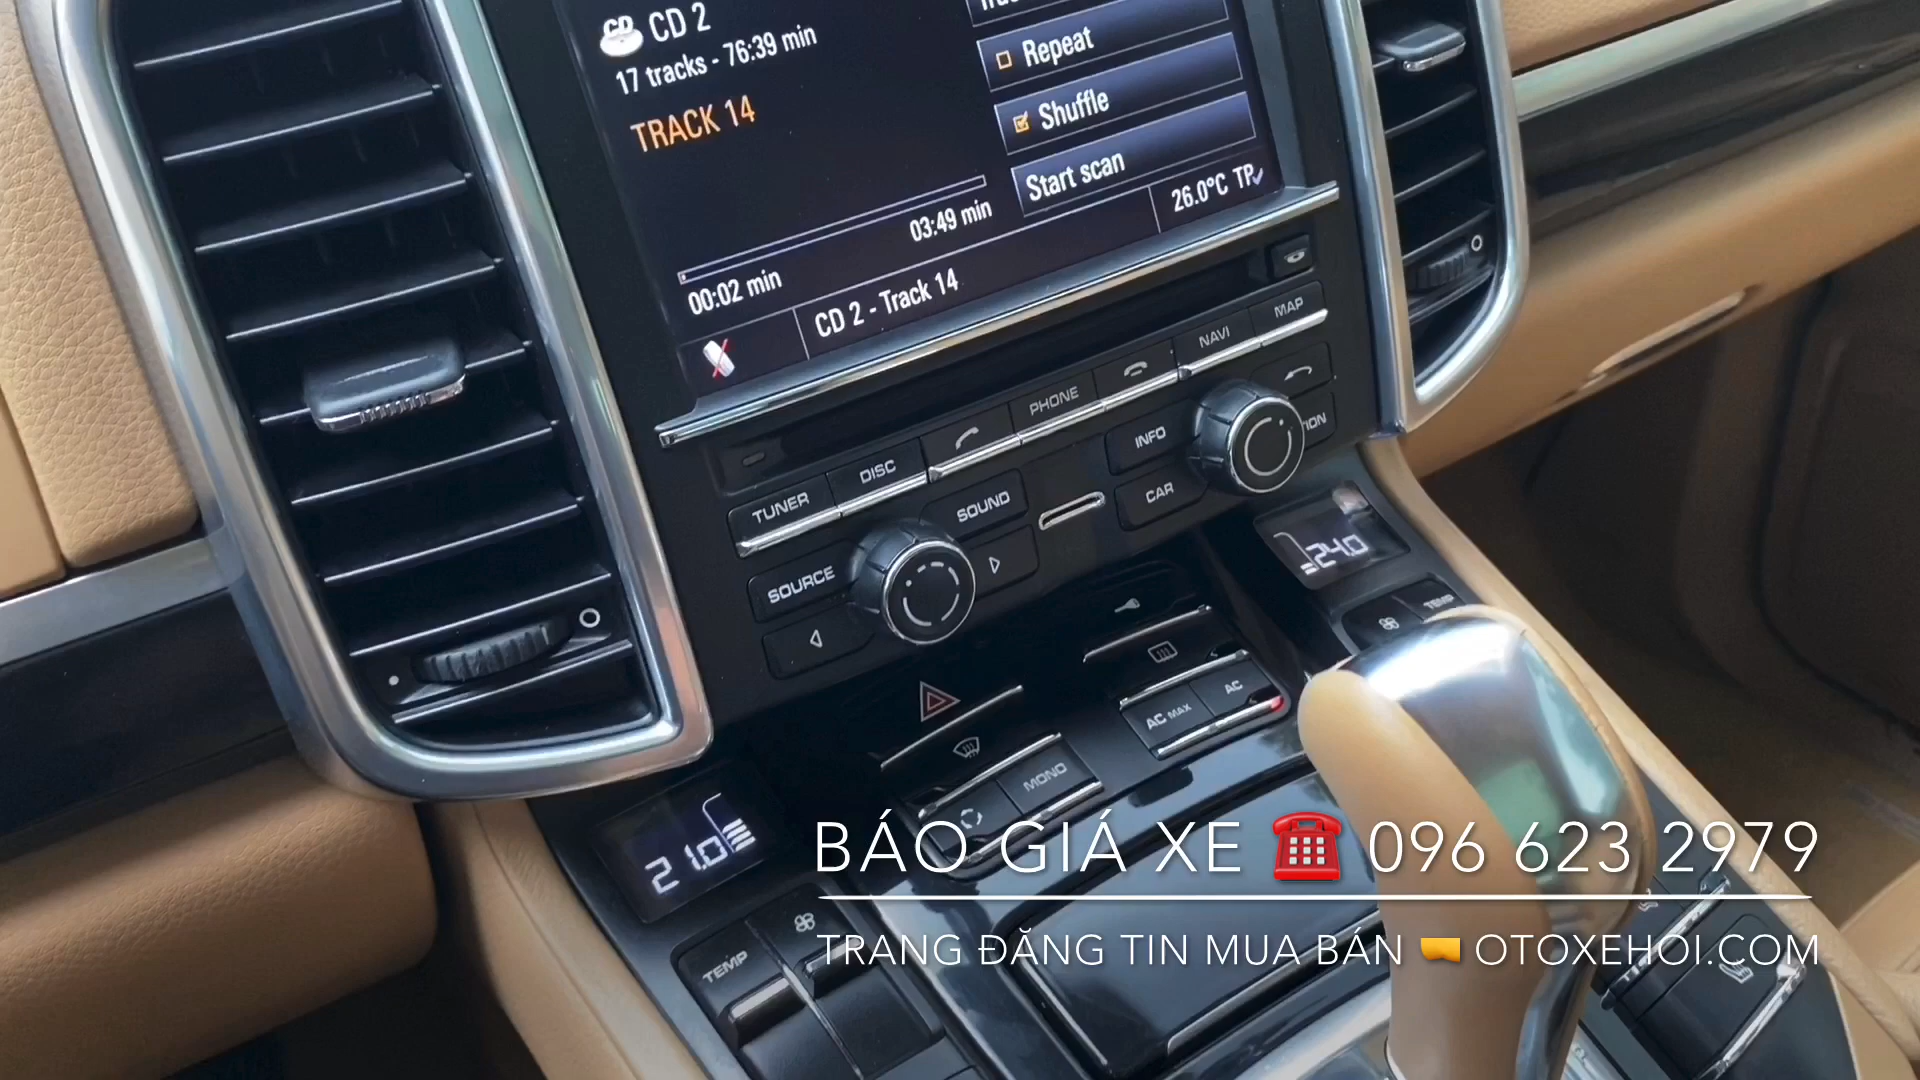 CD CD 2
17 tracks - 76:39 min
TRACK 14
Repeat
Shuffle
Start scan
03:49 min
26.0°C TP
00:02 min
CD 2 - Track 14
TUNER DISC PHONE NAVI MAP
SOURCE SOUND INFO CAR
24.0
TEMP
AC MAX AC
MONO
21.0
TEMP
BÁO GIÁ XE ☎️ 096 623 2979
TRANG ĐĂNG TIN MUA BÁN OTOXEHOI.COM